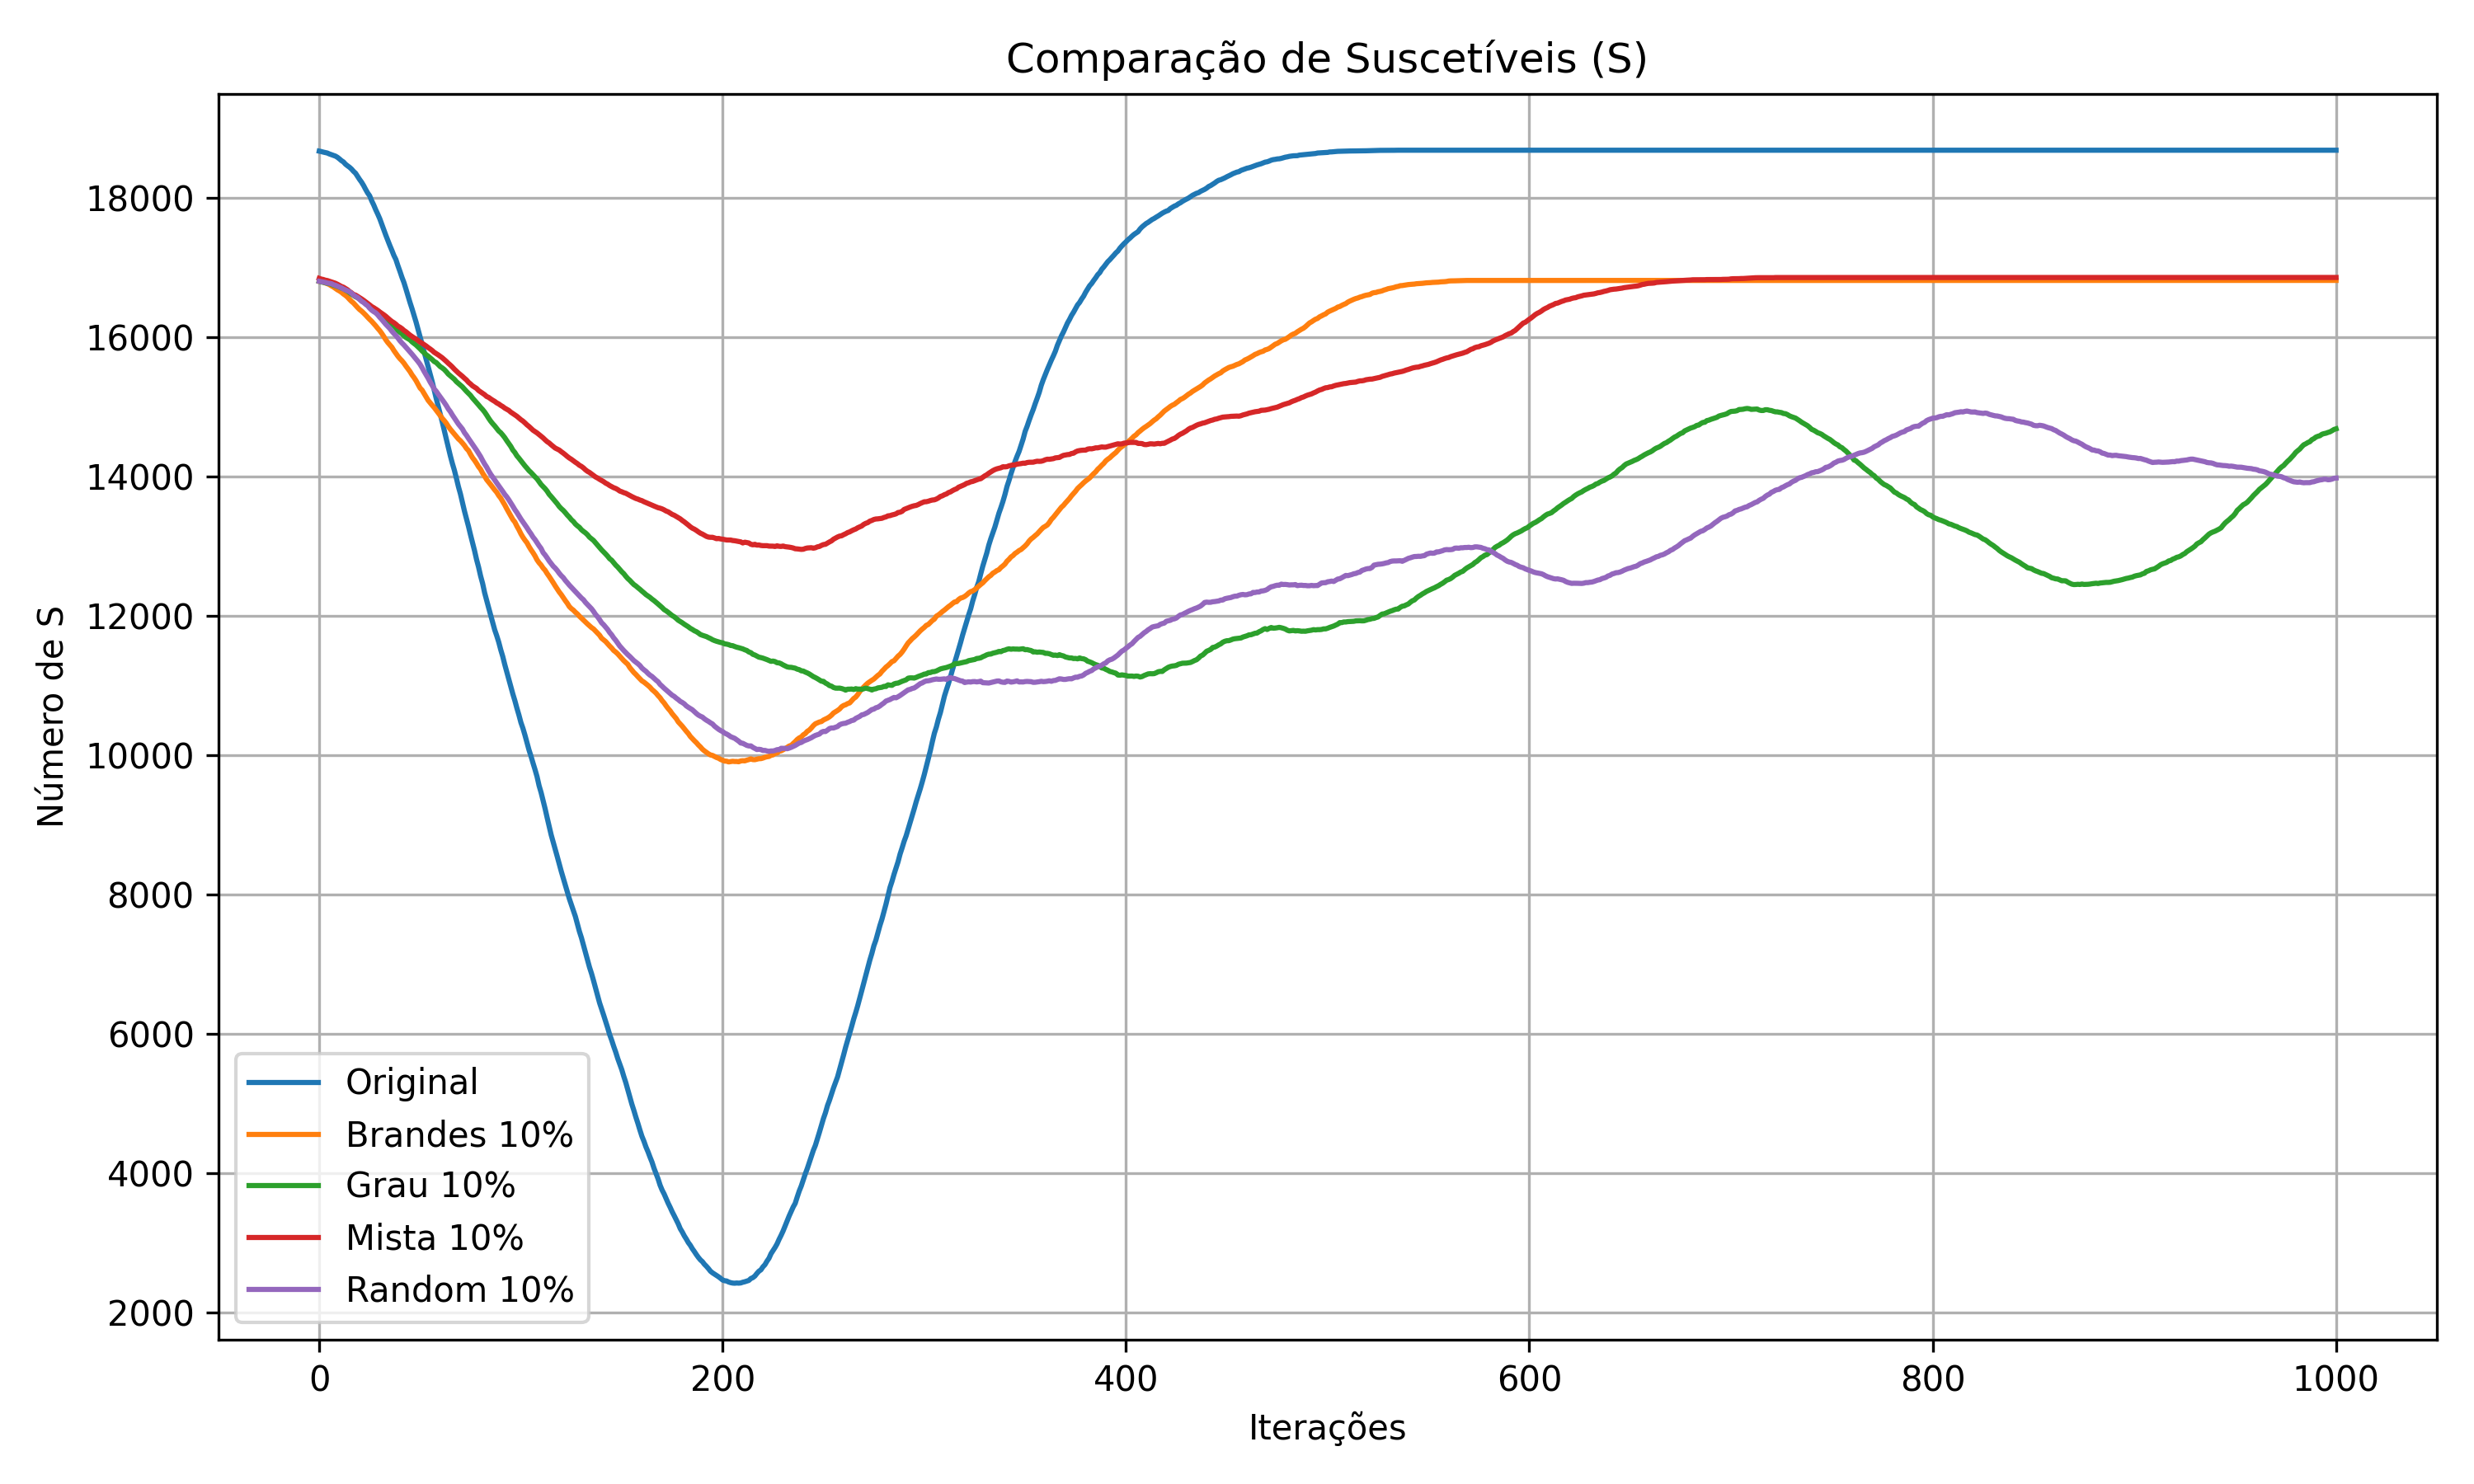 Comparação de Suscetíveis (S)
Número de S
18000
16000
14000
12000
10000
8000
6000
4000
2000
Original
Brandes 10%
Grau 10%
Mista 10%
Random 10%
0 200 400 600 800 1000
Iterações